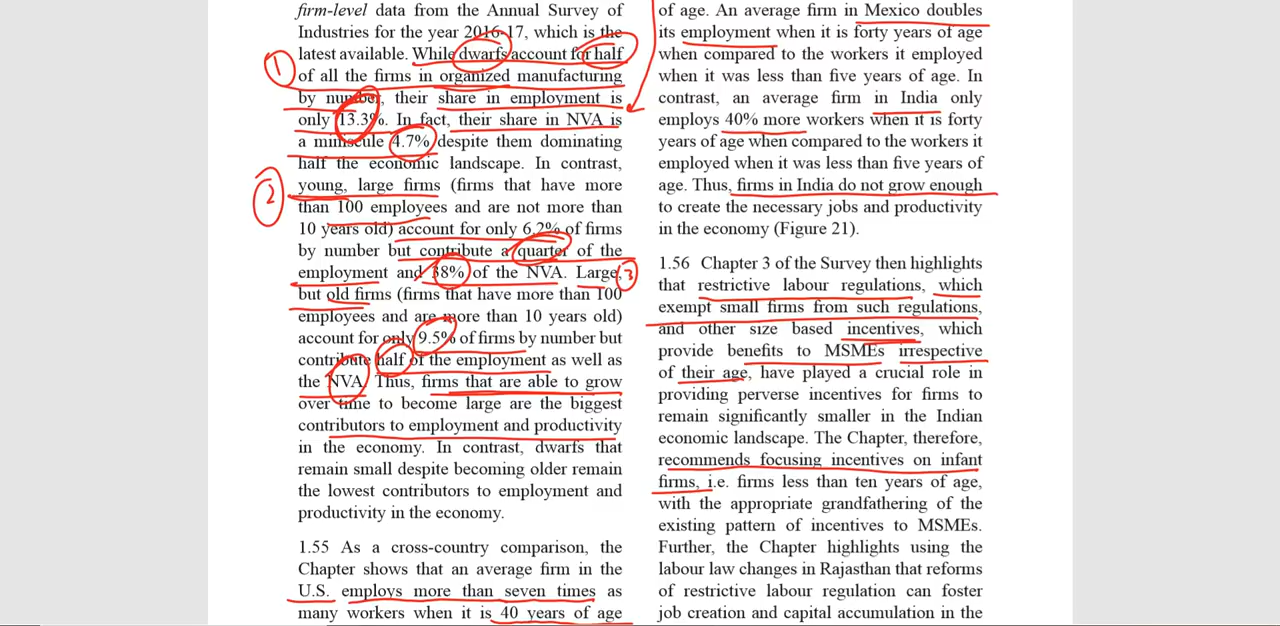 firm-level data from the Annual Survey of
Industries for the year 2016-17, which is the
latest available. While dwarfs account for half
of all the firms in organized manufacturing
by number, their share in employment is
only 13.3%. In fact, their share in NVA is
a miniscule 4.7% despite them dominating
half the economic landscape. In contrast,
young, large firms (firms that have more
than 100 employees and are not more than
10 years old) account for only 6.2% of firms
by number but contribute a quarter of the
employment and 38% of the NVA. Large,
but old firms (firms that have more than 100
employees and are more than 10 years old)
account for only 9.5% of firms by number but
contribute half of the employment as well as
the NVA. Thus, firms that are able to grow
over time to become large are the biggest
contributors to employment and productivity
in the economy. In contrast, dwarfs that
remain small despite becoming older remain
the lowest contributors to employment and
productivity in the economy.
1.55 As a cross-country comparison, the
Chapter shows that an average firm in the
U.S. employs more than seven times as
many workers when it is 40 years of age
of age. An average firm in Mexico doubles
its employment when it is forty years of age
when compared to the workers it employed
when it was less than five years of age. In
contrast, an average firm in India only
employs 40% more workers when it is forty
years of age when compared to the workers it
employed when it was less than five years of
age. Thus, firms in India do not grow enough
to create the necessary jobs and productivity
in the economy (Figure 21).
1.56 Chapter 3 of the Survey then highlights
that restrictive labour regulations, which
exempt small firms from such regulations,
and other size based incentives, which
provide benefits to MSMEs irrespective
of their age, have played a crucial role in
providing perverse incentives for firms to
remain significantly smaller in the Indian
economic landscape. The Chapter, therefore,
recommends focusing incentives on infant
firms, i.e. firms less than ten years of age,
with the appropriate grandfathering of the
existing pattern of incentives to MSMEs.
Further, the Chapter highlights using the
labour law changes in Rajasthan that reforms
of restrictive labour regulation can foster
job creation and capital accumulation in the
1
2
3